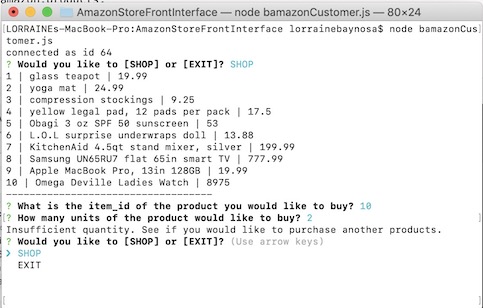 AmazonStoreFrontInterface — node bamazonCustomer.js — 80×24
[LORRAINEs-MacBook-Pro:AmazonStoreFrontInterface lorrainebaynosa$ node bamazonCus]
tomer.js
connected as id 64
? Would you like to [SHOP] or [EXIT]? SHOP
1 | glass teapot | 19.99
2 | yoga mat | 24.99
3 | compression stockings | 9.25
4 | yellow legal pad, 12 pads per pack | 17.5
5 | Obagi 3 oz SPF 50 sunscreen | 53
6 | L.O.L surprise underwraps doll | 13.88
7 | KitchenAid 4.5qt stand mixer, silver | 199.99
8 | Samsung UN65RU7 flat 65in smart TV | 777.99
9 | Apple MacBook Pro, 13in 128GB | 19.99
10 | Omega Deville Ladies Watch | 8975
-----------------------------------
? What is the item_id of the product you would like to buy? 10
[? How many units of the product would like to buy? 2 ]
Insufficient quantity. See if you would like to purchase another products.
? Would you like to [SHOP] or [EXIT]? (Use arrow keys)
❯ SHOP
EXIT